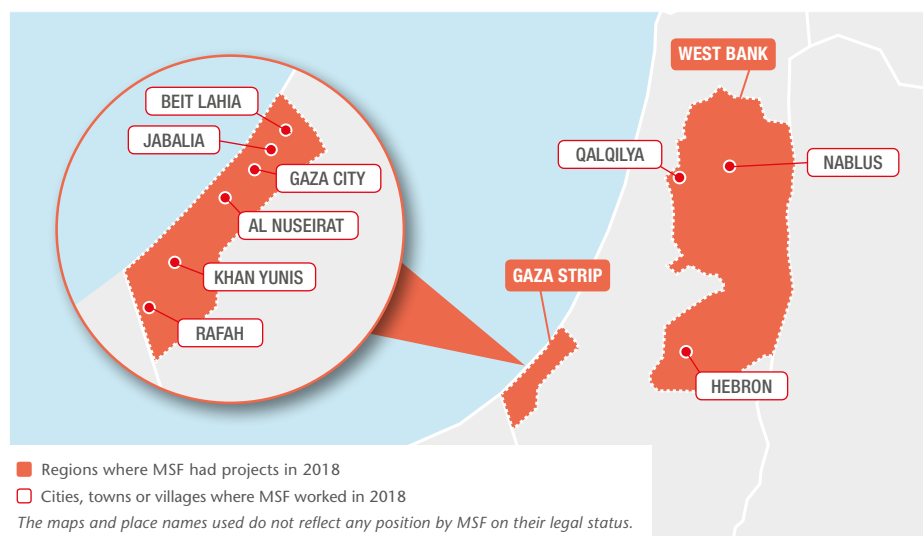 WEST BANK
BEIT LAHIA
JABALIA
QALQILYA
NABLUS
GAZA CITY
AL NUSEIRAT
KHAN YUNIS
GAZA STRIP
RAFAH
HEBRON
Regions where MSF had projects in 2018
Cities, towns or villages where MSF worked in 2018
The maps and place names used do not reflect any position by MSF on their legal status.